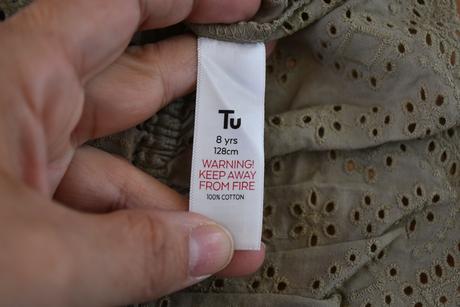 Tu
8 yrs
128cm
WARNING!
KEEP AWAY
FROM FIRE
100% COTTON